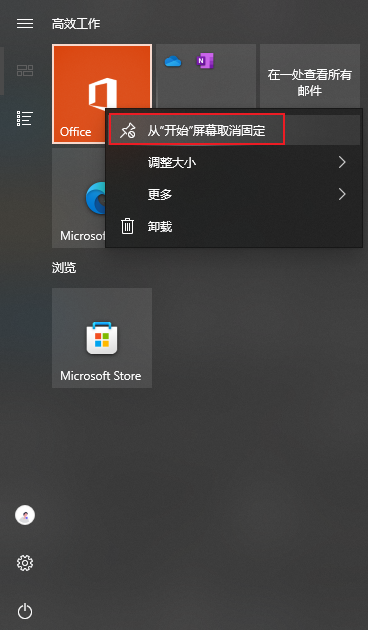 高效工作
在一处查看所有
邮件
Office
从"开始"屏幕取消固定
调整大小
更多
卸载
Microsof
浏览
Microsoft Store